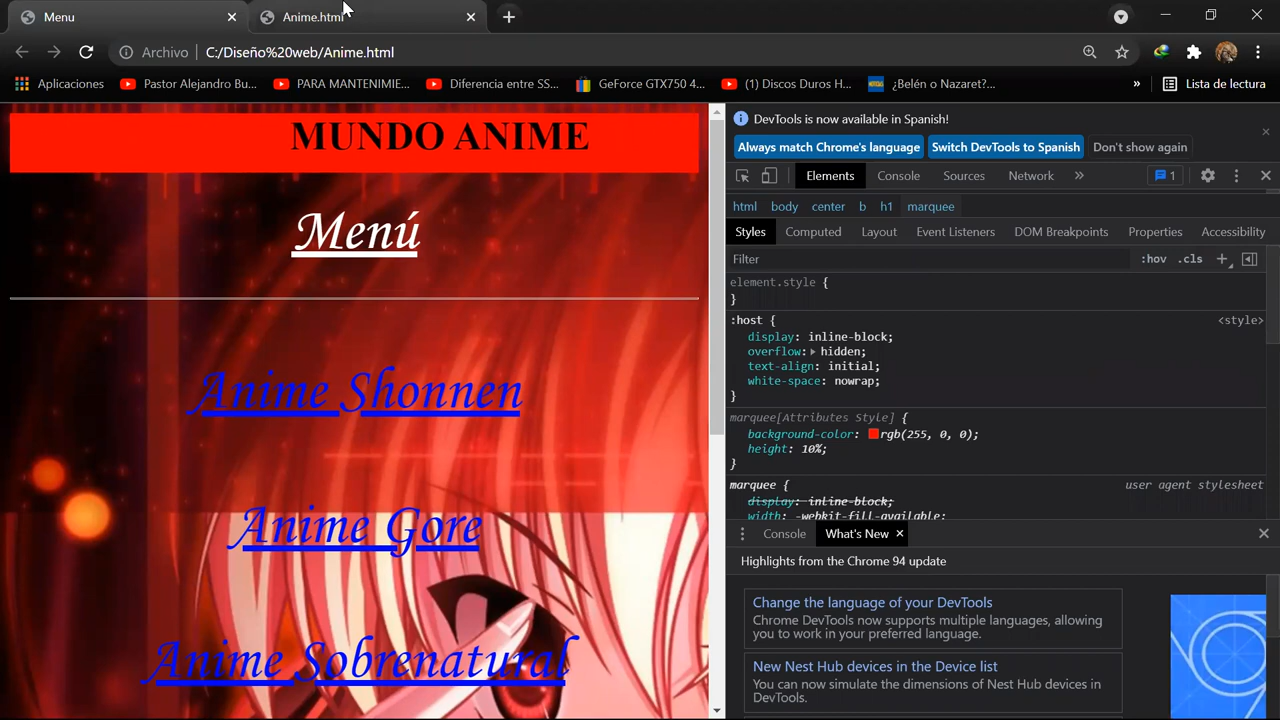 Menu
Anime.html
Archivo C:/Diseño%20web/Anime.html
Aplicaciones Pastor Alejandro Bu... PARA MANTENIMIE... Diferencia entre SS... GeForce GTX750 4... (1) Discos Duros H... ¿Belén o Nazaret?... » Lista de lectura
MUNDO ANIME
Menú
Anime Shonnen
Anime Gore
Anime Sobrenatural
DevTools is now available in Spanish!
Always match Chrome's language Switch DevTools to Spanish Don't show again
Elements Console Sources Network » 1
html body center b h1 marquee
Styles Computed Layout Event Listeners DOM Breakpoints Properties Accessibility
Filter :hov .cls
element.style {
}
:host { <style>
display: inline-block;
overflow: hidden;
text-align: initial;
white-space: nowrap;
}
marquee[Attributes Style] {
background-color: rgb(255, 0, 0);
height: 10%;
}
marquee { user agent stylesheet
display: inline-block;
width: -webkit-fill-available;
Console What's New
Highlights from the Chrome 94 update
Change the language of your DevTools
Chrome DevTools now supports multiple languages, allowing
you to work in your preferred language.
New Nest Hub devices in the Device list
You can now simulate the dimensions of Nest Hub devices in
DevTools.